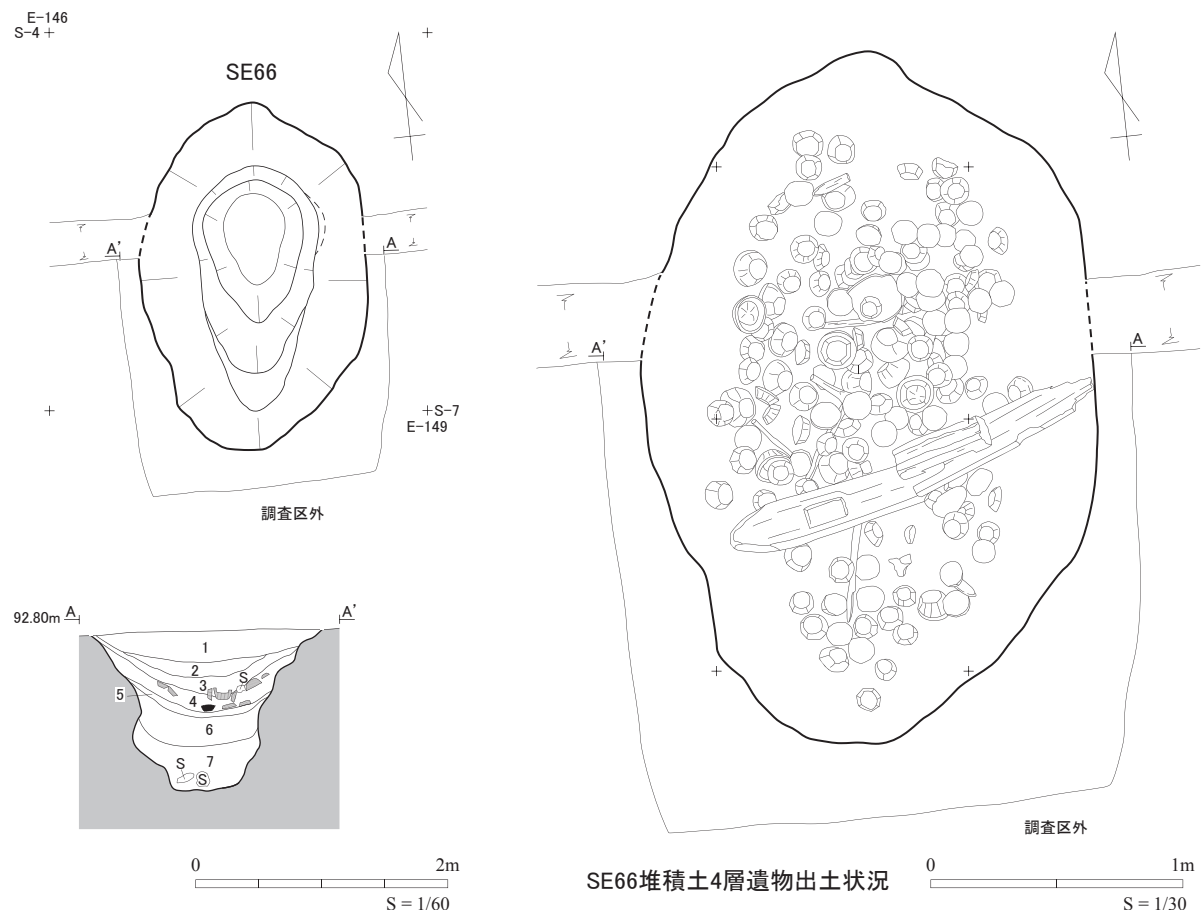 E-146
S-4
SE66
A'
A
S-7
E-149
調査区外
92.80m A
A'
1
2
3
S
5
4
6
7
S
S
0
2m
S = 1/60
A'
A
調査区外
SE66堆積土4層遺物出土状況
0
1m
S = 1/30